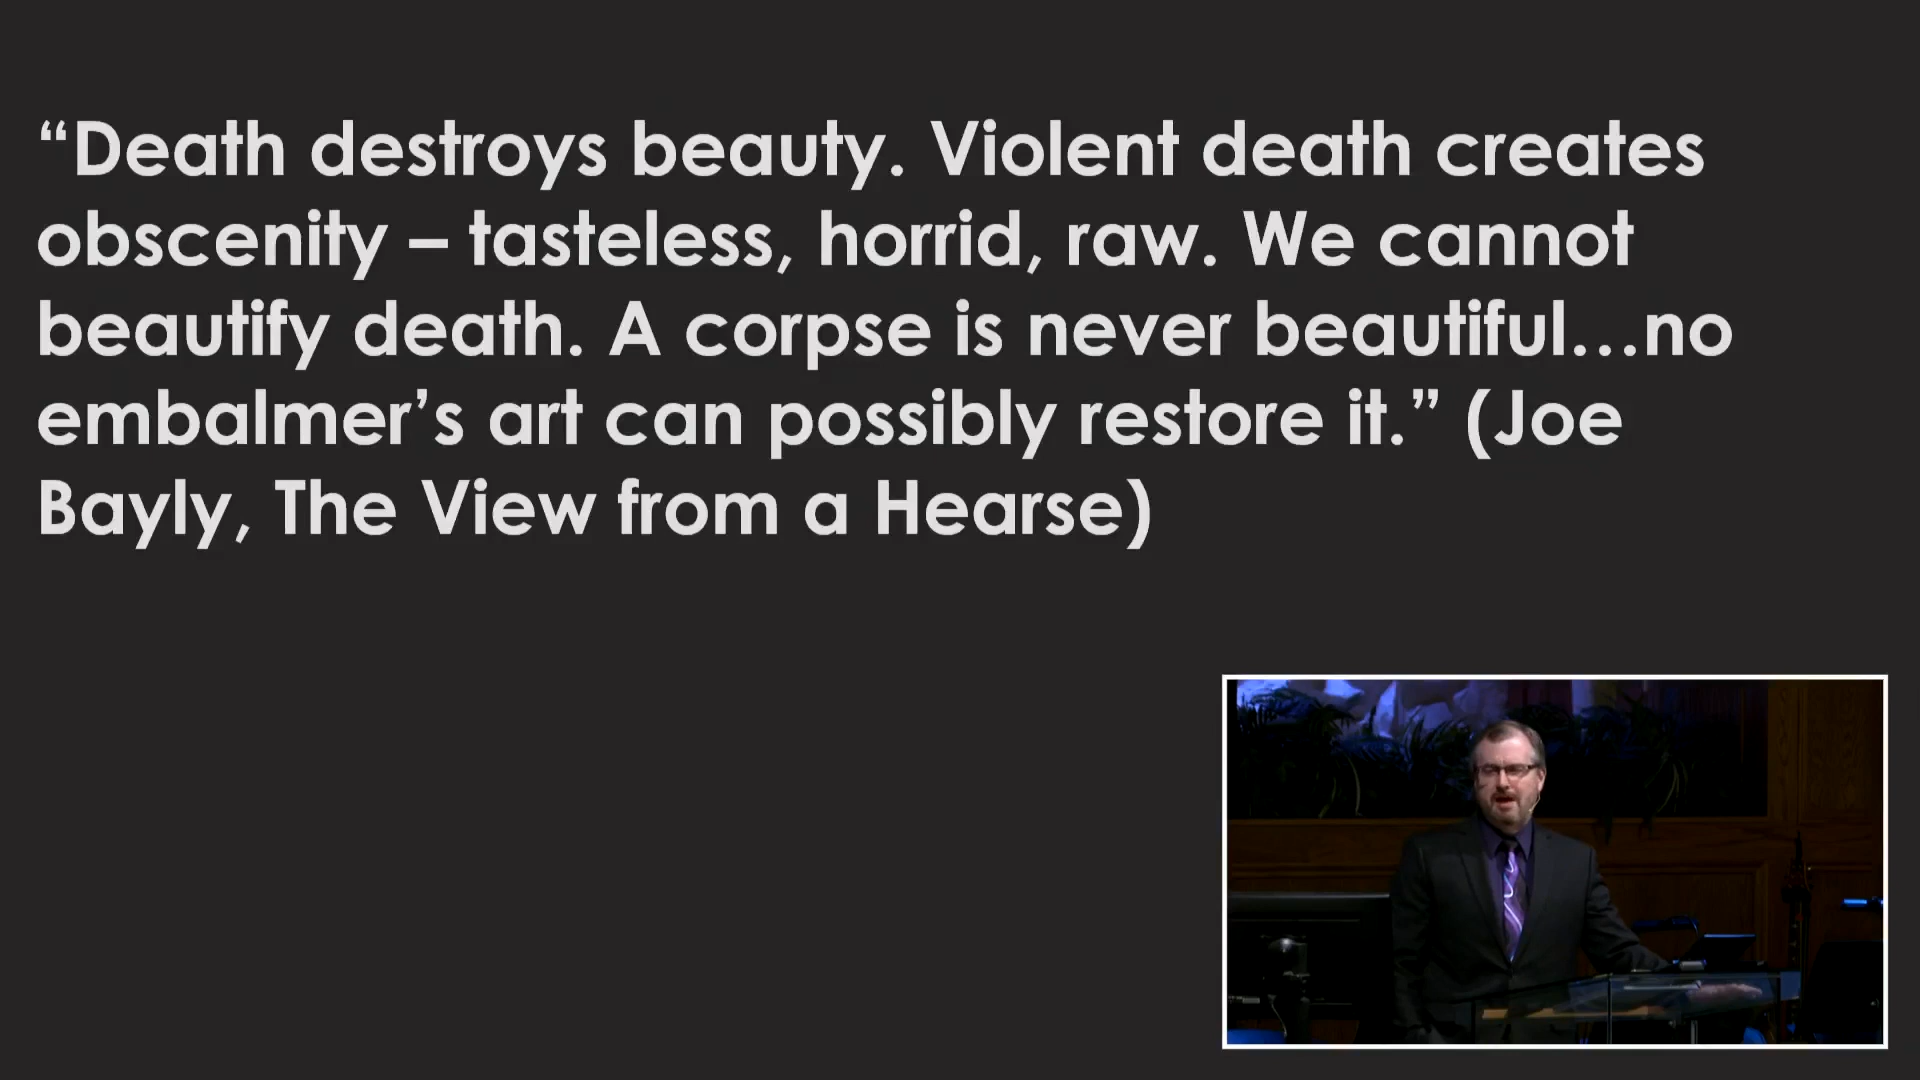 “Death destroys beauty. Violent death creates
obscenity – tasteless, horrid, raw. We cannot
beautify death. A corpse is never beautiful…no
embalmer’s art can possibly restore it.” (Joe
Bayly, The View from a Hearse)